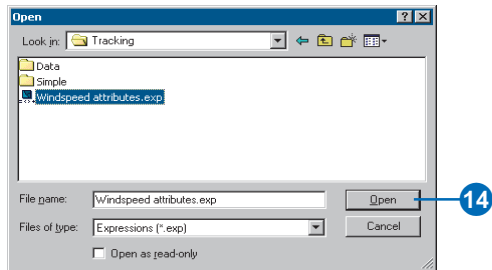 Open
Look in: Tracking
Data
Simple
Windspeed attributes.exp
File name: Windspeed attributes.exp Open 14
Files of type: Expressions (*.exp) Cancel
Open as read-only